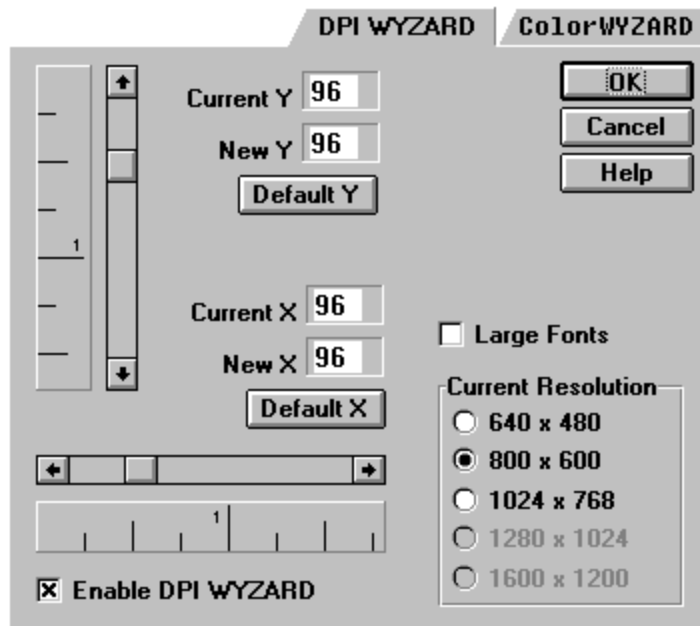 DPI WYZARD
ColorWYZARD
Current Y 96
New Y 96
Default Y
OK
Cancel
Help
1
Current X 96
New X 96
Default X
Large Fonts
Current Resolution
640 x 480
800 x 600
1024 x 768
1280 x 1024
1600 x 1200
1
Enable DPI WYZARD